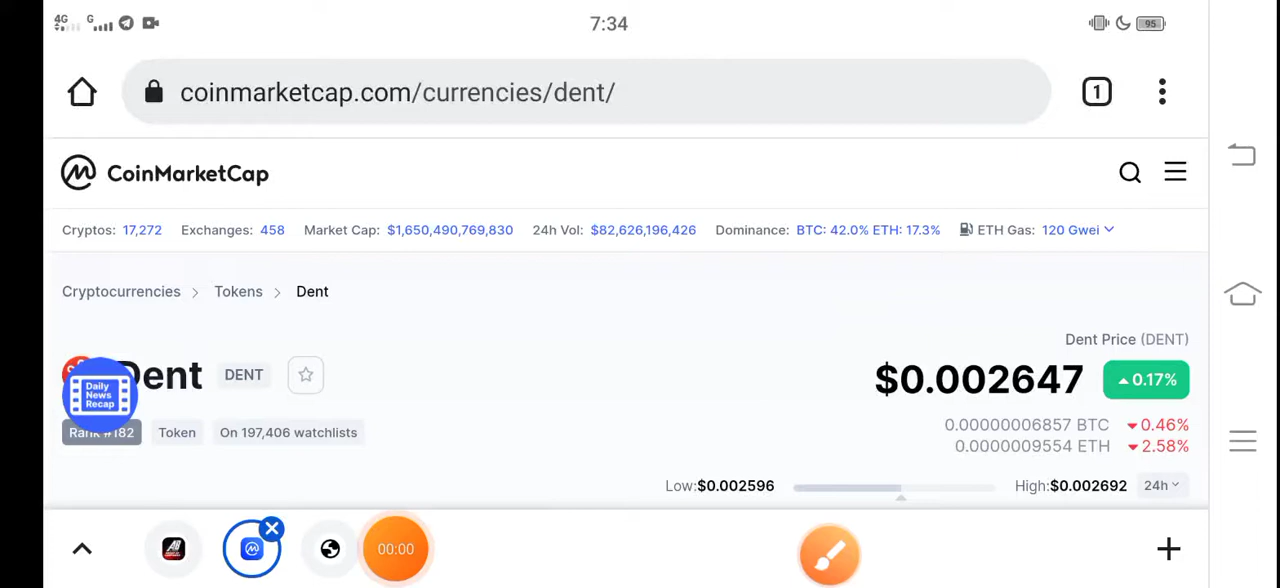 4G G 7:34 95
coinmarketcap.com/currencies/dent/ 1
CoinMarketCap
Cryptos: 17,272 Exchanges: 458 Market Cap: $1,650,490,769,830 24h Vol: $82,626,196,426 Dominance: BTC: 42.0% ETH: 17.3% ETH Gas: 120 Gwei
Cryptocurrencies > Tokens > Dent
Dent Price (DENT)
Dent DENT $0.002647 0.17%
Daily
News
Recap
Rank #182 Token On 197,406 watchlists 0.00000006857 BTC 0.46%
0.0000009554 ETH 2.58%
Low:$0.002596 High:$0.002692 24h
00:00